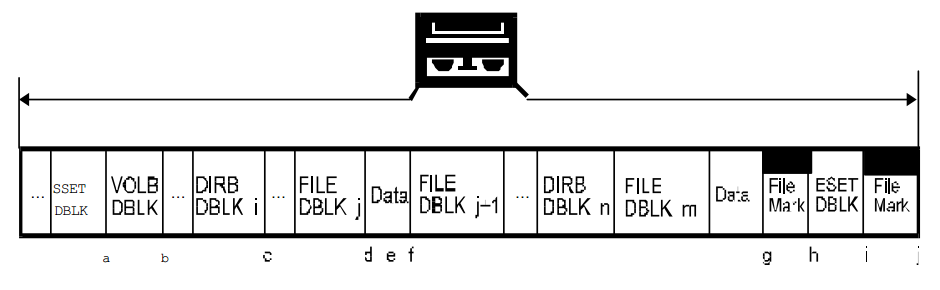 ... SSET DBLK VOLB DBLK ... DIRB DBLK i ... FILE DBLK j Data FILE DBLK j+1 ... DIRB DBLK n FILE DBLK m Data File Mark ESET DBLK File Mark
a b c d e f g h i j